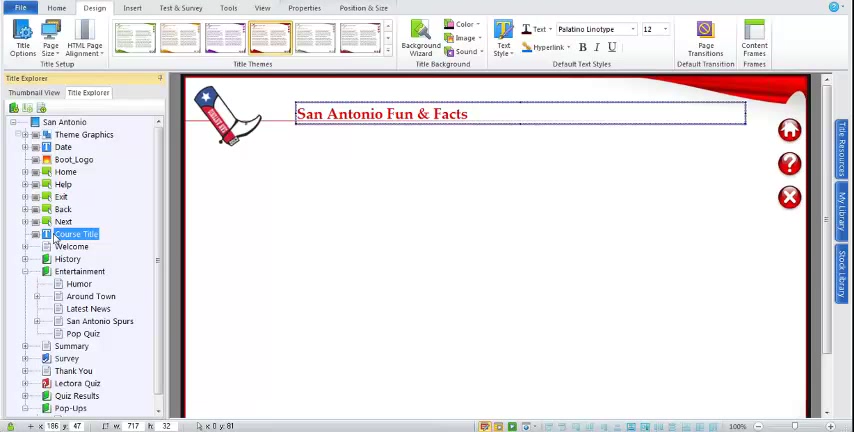 File Home Design Insert Test & Survey Tools View Properties Position & Size
Title Options
Page Size
HTML Page Alignment
Title Setup
Title Themes
Background Wizard
Color
Image
Sound
Title Background
Text Style
Text Palatino Linotype 12
Hyperlink B I U
Default Text Styles
Page Transitions
Default Transition
Content Frames
Frames
Title Explorer
Thumbnail View Title Explorer
San Antonio
Theme Graphics
Date
Boot_Logo
Home
Help
Exit
Back
Next
Course Title
Welcome
History
Entertainment
Humor
Around Town
Latest News
San Antonio Spurs
Pop Quiz
Summary
Survey
Thank You
Lectora Quiz
Quiz Results
Pop-Ups
San Antonio Fun & Facts
Title Resources
My Library
Stock Library
x: 186 y: 47 w: 717 h: 32 x: 0 y: 81 100%